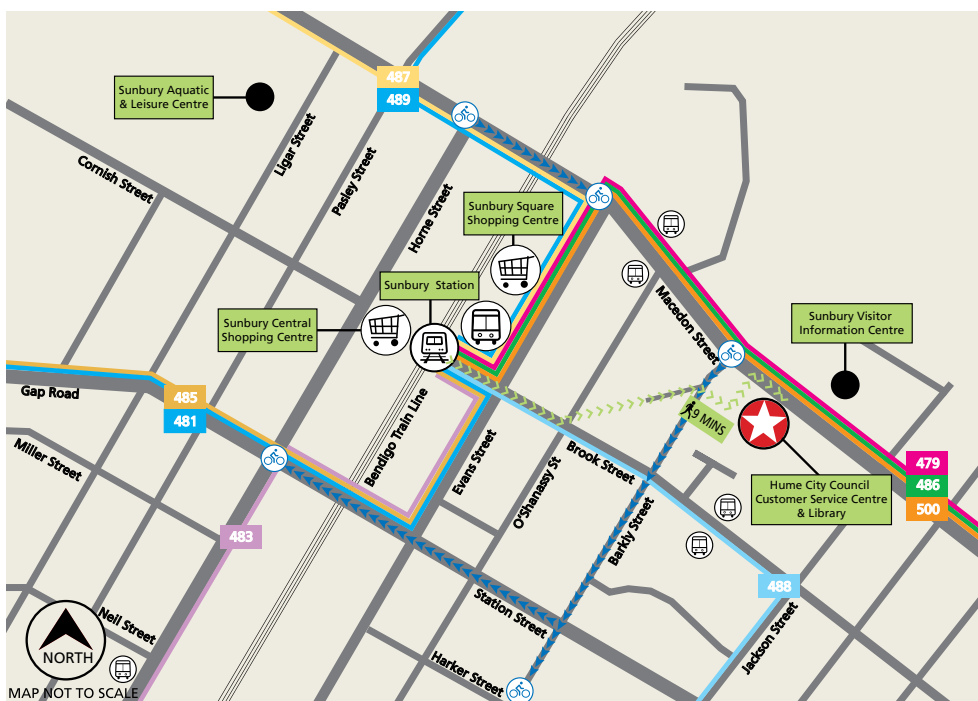 487
489
Sunbury Aquatic
& Leisure Centre
Ligar Street
Cornish Street
Pasley Street
Horne Street
Sunbury Square
Shopping Centre
Sunbury Station
Sunbury Central
Shopping Centre
Macedon Street
Sunbury Visitor
Information Centre
Gap Road
485
481
Bendigo Train Line
Evans Street
9 MINS
Miller Street
Brook Street
O'Shanassy St
479
486
500
Hume City Council
Customer Service Centre
& Library
483
Barkly Street
488
Station Street
Neil Street
Jackson Street
Harker Street
NORTH
MAP NOT TO SCALE